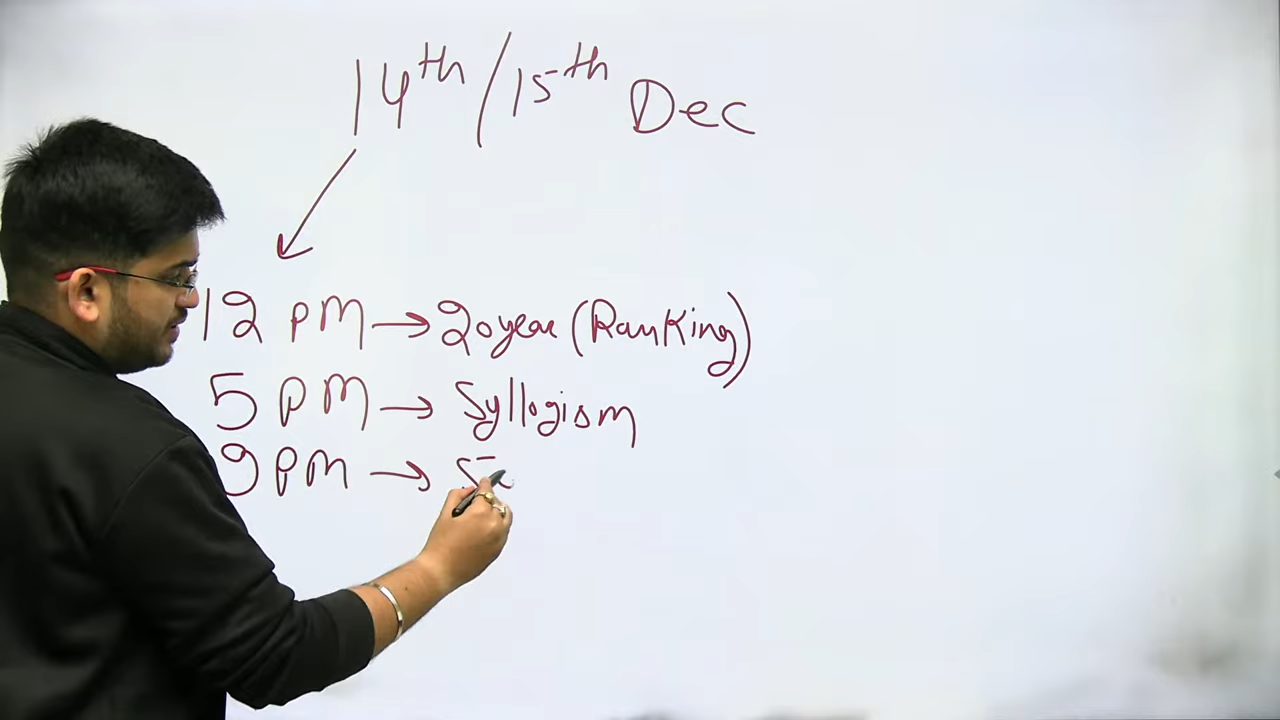 14th/15th Dec
12 PM → 20 year (Ranking)
5 PM → Syllogism
9 PM →